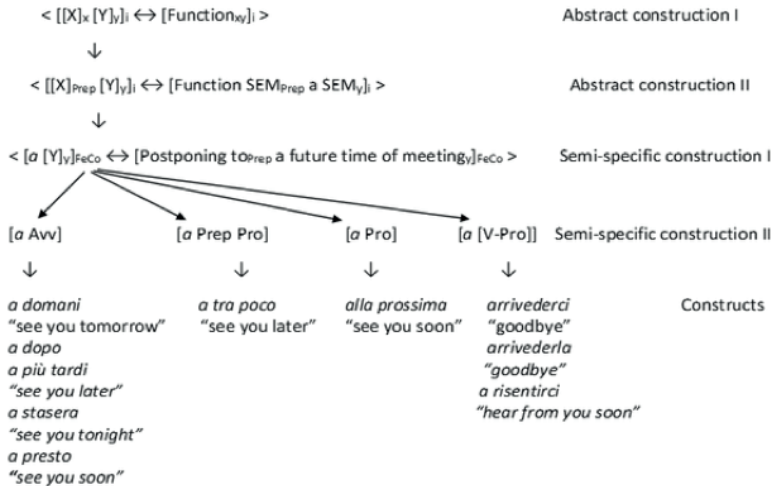 < [[X]x [Y]y]i ↔ [Functionxy]i > Abstract construction I
↓
< [[X]Prep [Y]y]i ↔ [Function SEMPrep a SEMy]i > Abstract construction II
↓
< [a [Y]y]FeCo ↔ [Postponing toPrep a future time of meetingy]FeCo > Semi-specific construction I
[a Avv] [a Prep Pro] [a Pro] [a [V-Pro]] Semi-specific construction II
↓ ↓ ↓ ↓
a domani a tra poco alla prossima arrivederci Constructs
“see you tomorrow” “see you later” “see you soon” “goodbye”
a dopo arrivederla
a più tardi “goodbye”
“see you later” a risentirci
a stasera “hear from you soon”
“see you tonight”
a presto
“see you soon”